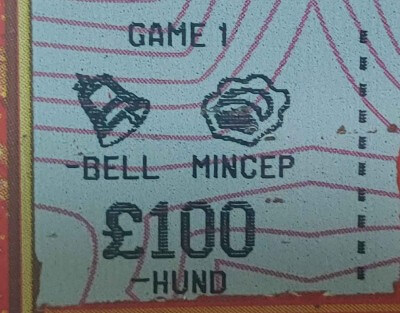 GAME 1
-BELL MINCEP
£100
-HUND